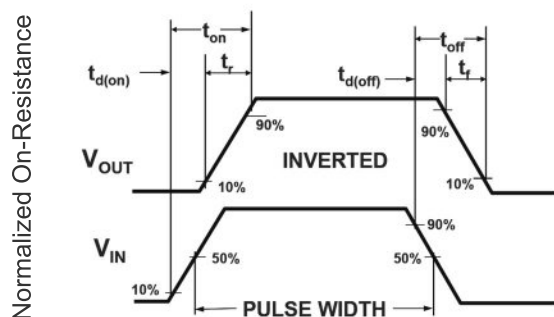 Normalized On-Resistance
t_on t_off
t_d(on) t_r t_d(off) t_f
90% 90%
V_OUT INVERTED
10% 10%
90%
V_IN 50% 50%
10%
PULSE WIDTH